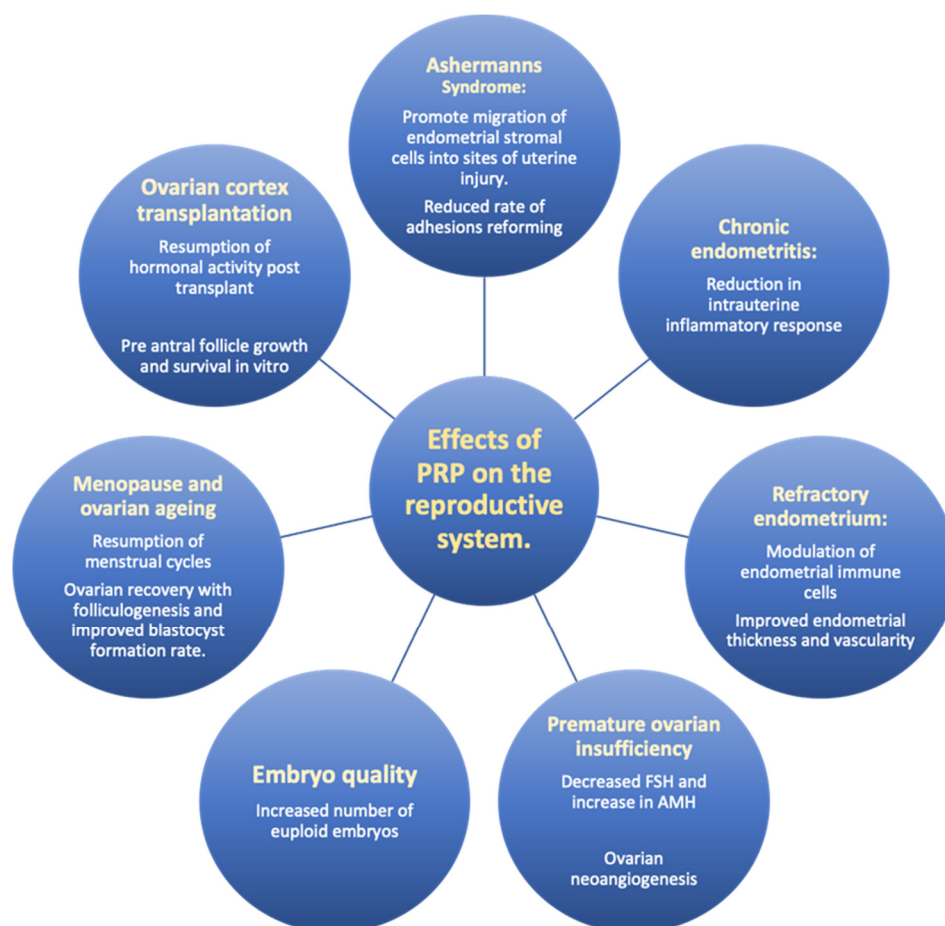 Ashermanns
Syndrome:
Promote migration of
endometrial stromal
cells into sites of uterine
injury.
Reduced rate of
adhesions reforming
Chronic
endometritis:
Reduction in
intrauterine
inflammatory response
Refractory
endometrium:
Modulation of
endometrial immune
cells
Improved endometrial
thickness and vascularity
Premature ovarian
insufficiency
Decreased FSH and
increase in AMH
Ovarian
neoangiogenesis
Embryo quality
Increased number of
euploid embryos
Menopause and
ovarian ageing
Resumption of
menstrual cycles
Ovarian recovery with
folliculogenesis and
improved blastocyst
formation rate.
Ovarian cortex
transplantation
Resumption of
hormonal activity post
transplant
Pre antral follicle growth
and survival in vitro
Effects of
PRP on the
reproductive
system.